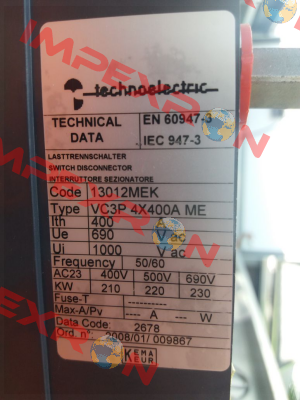 technoelectric
TECHNICAL DATA
EN 60947-3
IEC 947-3
LASTTRENNSCHALTER
SWITCH DISCONNECTOR
INTERRUTTORE SEZIONATORE
Code 13012MEK
Type VC3P 4X400A ME
Ith 400
Ue 690 V ac
Ui 1000 V ac
Frequency 50/60
AC23 400V 500V 690V
KW 210 220 230
Fuse-T ----------
Max-A/Pv ---- A --- W
Data Code: 2678
Ord. n° 2008/01/ 009867
KEMA
KEUR
IMPEXRON